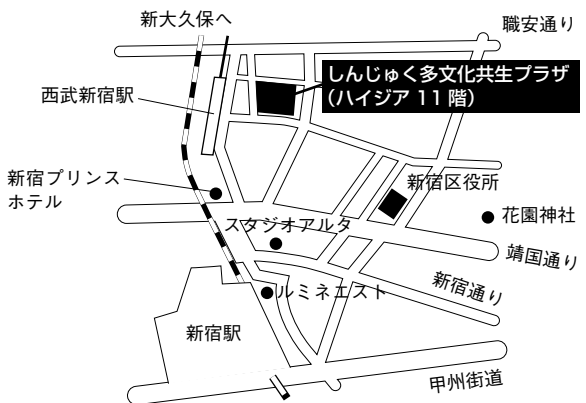 新大久保へ
職安通り
しんじゅく多文化共生プラザ
(ハイジア 11 階)
西武新宿駅
新宿プリンス
ホテル
新宿区役所
花園神社
スタジオアルタ
靖国通り
新宿通り
ルミネエスト
新宿駅
甲州街道